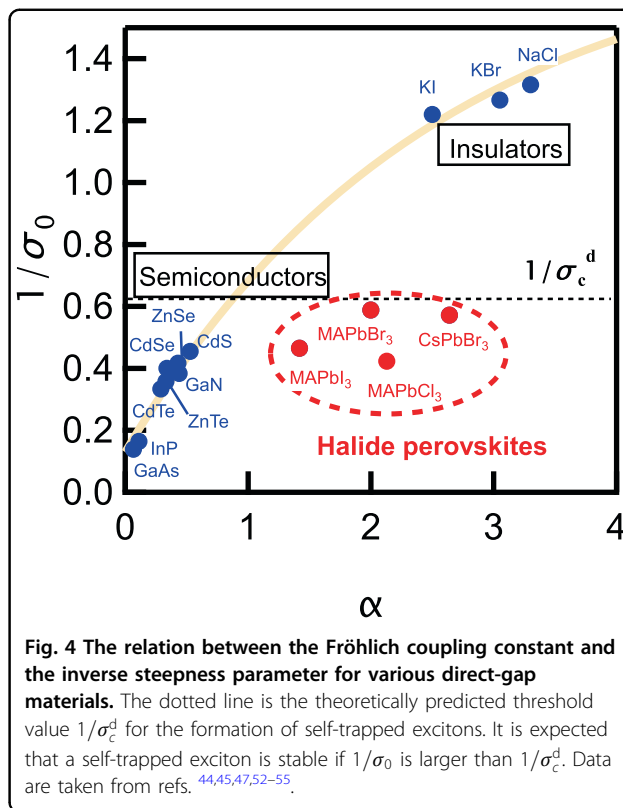 1.4
1.2
1.0
0.8
0.6
0.4
0.2
0.0
1/σ₀
KI
KBr
NaCl
Insulators
1/σ_c^d
Semiconductors
ZnSe
CdSe
CdS
GaN
CdTe
ZnTe
InP
GaAs
MAPbBr₃
CsPbBr₃
MAPbI₃
MAPbCl₃
Halide perovskites
0 1 2 3 4
α
Fig. 4 The relation between the Fröhlich coupling constant and
the inverse steepness parameter for various direct-gap
materials. The dotted line is the theoretically predicted threshold
value 1/σ_c^d for the formation of self-trapped excitons. It is expected
that a self-trapped exciton is stable if 1/σ₀ is larger than 1/σ_c^d. Data
are taken from refs. 44,45,47,52–55.